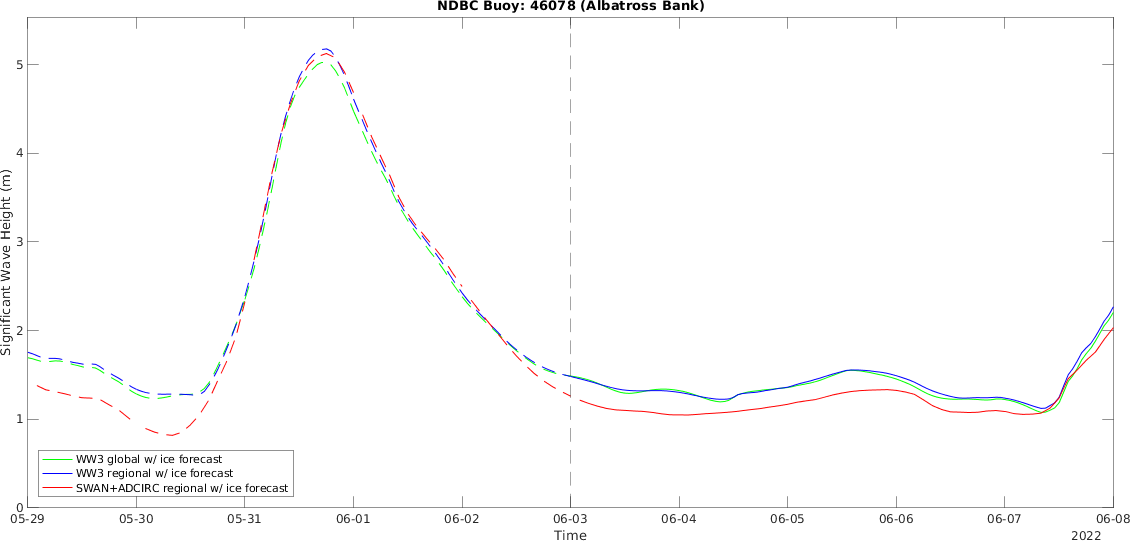 NDBC Buoy: 46078 (Albatross Bank)
Significant Wave Height (m)
5
4
3
2
1
0
WW3 global w/ ice forecast
WW3 regional w/ ice forecast
SWAN+ADCIRC regional w/ ice forecast
05-29 05-30 05-31 06-01 06-02 06-03 06-04 06-05 06-06 06-07 06-08
Time
2022